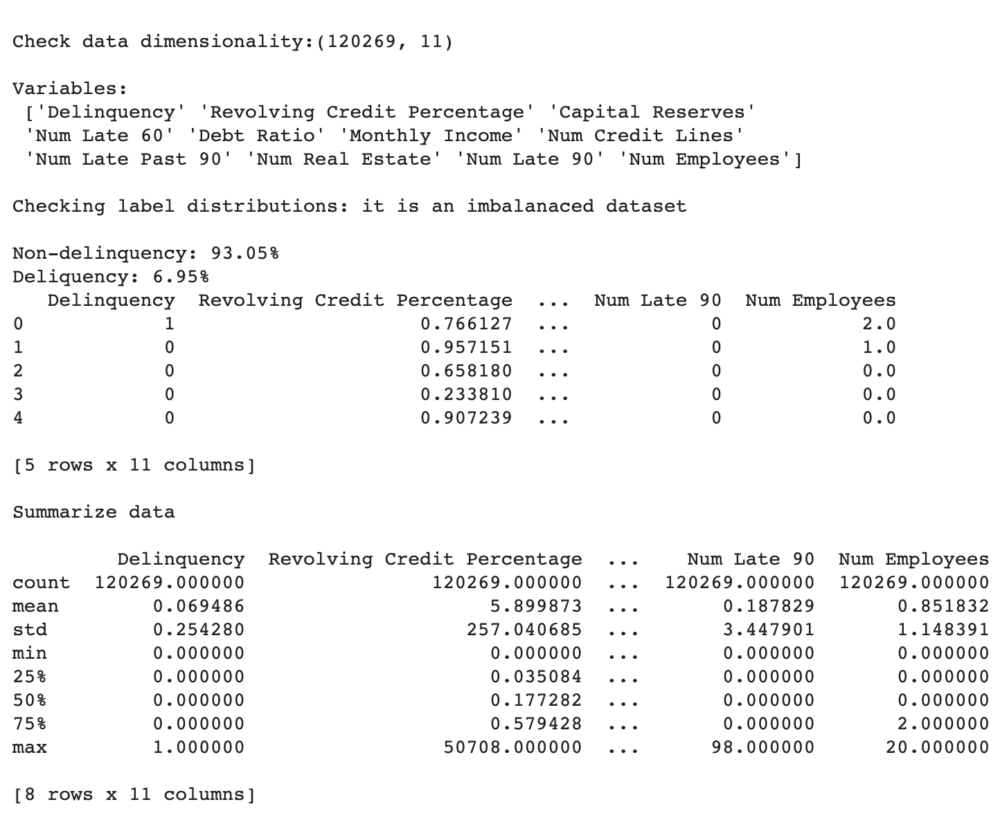 Check data dimensionality:(120269, 11)
Variables:
['Delinquency' 'Revolving Credit Percentage' 'Capital Reserves'
'Num Late 60' 'Debt Ratio' 'Monthly Income' 'Num Credit Lines'
'Num Late Past 90' 'Num Real Estate' 'Num Late 90' 'Num Employees']
Checking label distributions: it is an imbalanaced dataset
Non-delinquency: 93.05%
Deliquency: 6.95%
Delinquency Revolving Credit Percentage ... Num Late 90 Num Employees
0 1 0.766127 ... 0 2.0
1 0 0.957151 ... 0 1.0
2 0 0.658180 ... 0 0.0
3 0 0.233810 ... 0 0.0
4 0 0.907239 ... 0 0.0
[5 rows x 11 columns]
Summarize data
Delinquency Revolving Credit Percentage ... Num Late 90 Num Employees
count 120269.000000 120269.000000 ... 120269.000000 120269.000000
mean 0.069486 5.899873 ... 0.187829 0.851832
std 0.254280 257.040685 ... 3.447901 1.148391
min 0.000000 0.000000 ... 0.000000 0.000000
25% 0.000000 0.035084 ... 0.000000 0.000000
50% 0.000000 0.177282 ... 0.000000 0.000000
75% 0.000000 0.579428 ... 0.000000 2.000000
max 1.000000 50708.000000 ... 98.000000 20.000000
[8 rows x 11 columns]